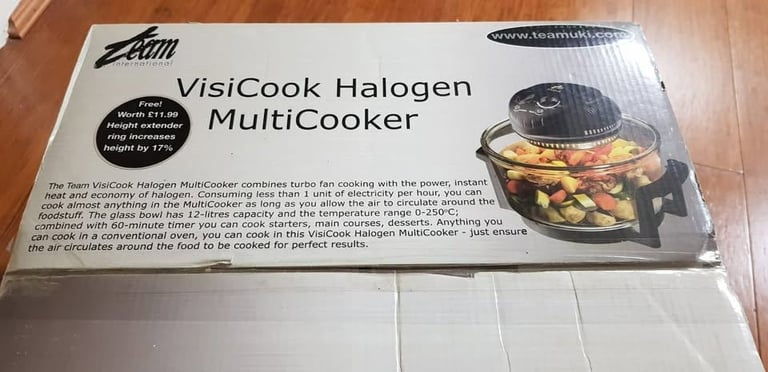 Team
international
www.teamuki.com
VisiCook Halogen
MultiCooker
Free!
Worth £11.99
Height extender
ring increases
height by 17%
The Team VisiCook Halogen MultiCooker combines turbo fan cooking with the power, instant
heat and economy of halogen. Consuming less than 1 unit of electricity per hour, you can
cook almost anything in the MultiCooker as long as you allow the air to circulate around the
foodstuff. The glass bowl has 12-litres capacity and the temperature range 0-250°C;
combined with 60-minute timer you can cook starters, main courses, desserts. Anything you
can cook in a conventional oven, you can cook in this VisiCook Halogen MultiCooker - just ensure
the air circulates around the food to be cooked for perfect results.